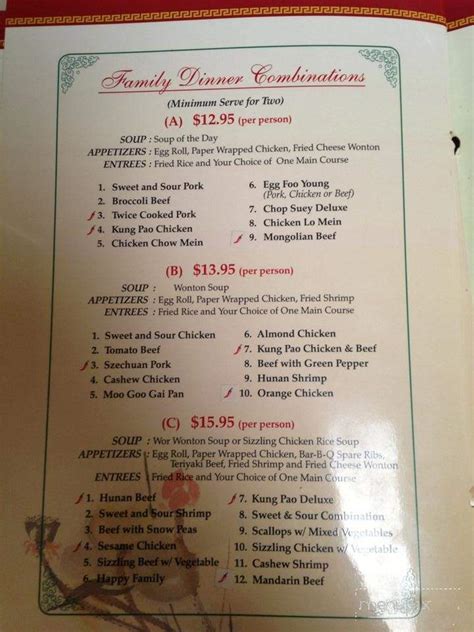 Family Dinner Combinations
(Minimum Serve for Two)
(A) $12.95 (per person)
SOUP : Soup of the Day
APPETIZERS : Egg Roll, Paper Wrapped Chicken, Fried Cheese Wonton
ENTREES : Fried Rice and Your Choice of One Main Course
1. Sweet and Sour Pork
2. Broccoli Beef
3. Twice Cooked Pork
4. Kung Pao Chicken
5. Chicken Chow Mein
6. Egg Foo Young
(Pork, Chicken or Beef)
7. Chop Suey Deluxe
8. Chicken Lo Mein
9. Mongolian Beef
(B) $13.95 (per person)
SOUP : Wonton Soup
APPETIZERS : Egg Roll, Paper Wrapped Chicken, Fried Shrimp
ENTREES : Fried Rice and Your Choice of One Main Course
1. Sweet and Sour Chicken
2. Tomato Beef
3. Szechuan Pork
4. Cashew Chicken
5. Moo Goo Gai Pan
6. Almond Chicken
7. Kung Pao Chicken & Beef
8. Beef with Green Pepper
9. Hunan Shrimp
10. Orange Chicken
(C) $15.95 (per person)
SOUP : Wor Wonton Soup or Sizzling Chicken Rice Soup
APPETIZERS : Egg Roll, Paper Wrapped Chicken, Bar-B-Q Spare Ribs,
Teriyaki Beef, Fried Shrimp and Fried Cheese Wonton
ENTREES : Fried Rice and Your Choice of One Main Course
1. Hunan Beef
2. Sweet and Sour Shrimp
3. Beef with Snow Peas
4. Sesame Chicken
5. Sizzling Beef w/ Vegetable
6. Happy Family
7. Kung Pao Deluxe
8. Sweet & Sour Combination
9. Scallops w/ Mixed Vegetables
10. Sizzling Chicken w/ Vegetable
11. Cashew Shrimp
12. Mandarin Beef